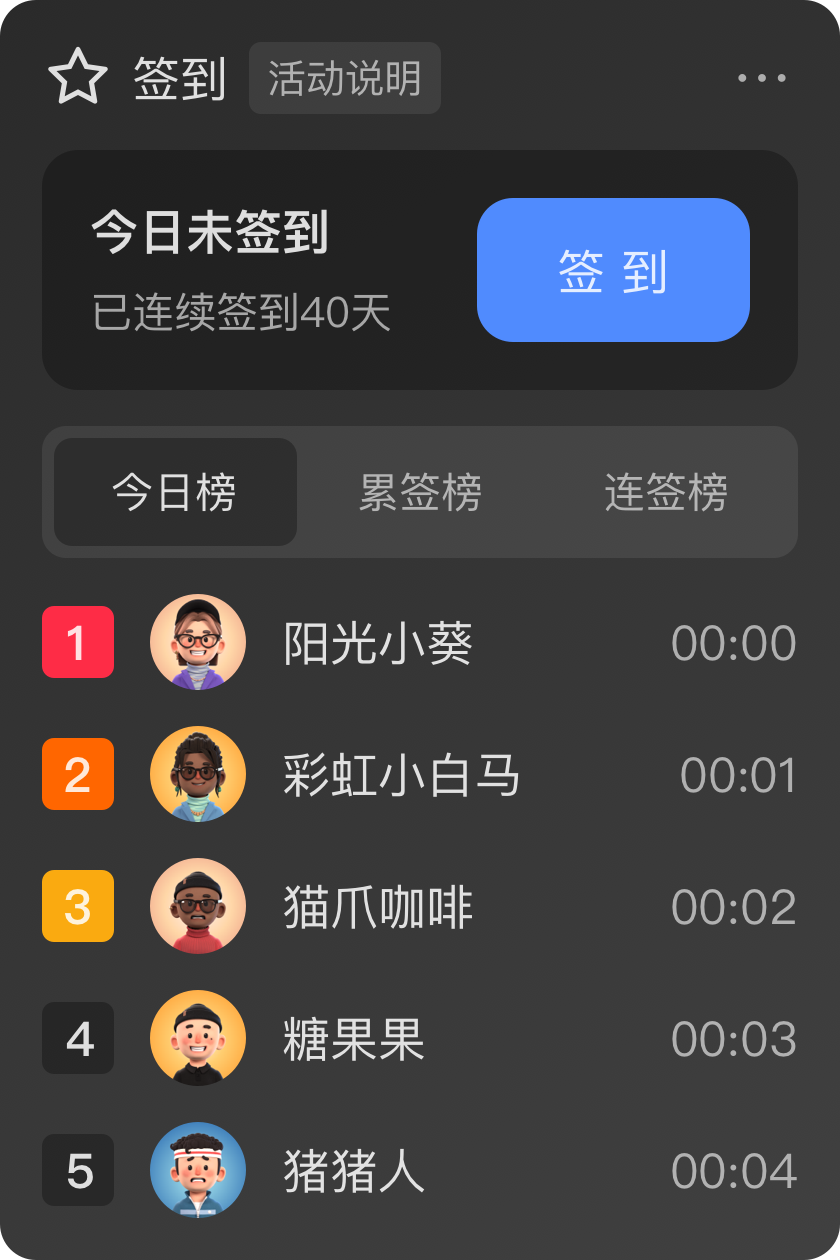 签到 活动说明
今日未签到
已连续签到40天
签 到
今日榜 累签榜 连签榜
1 阳光小葵 00:00
2 彩虹小白马 00:01
3 猫爪咖啡 00:02
4 糖果果 00:03
5 猪猪人 00:04